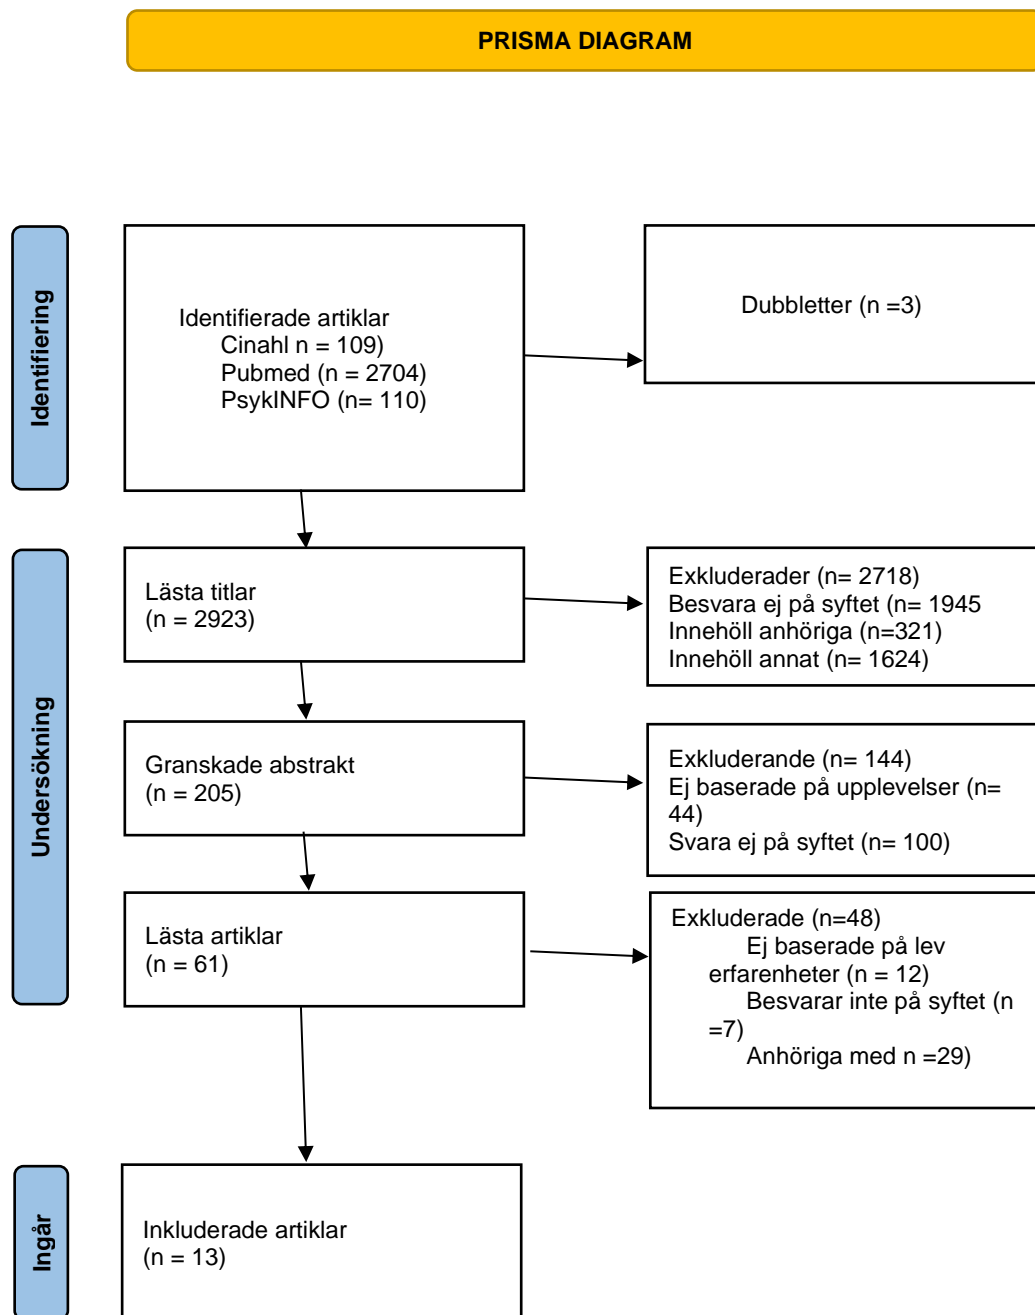 PRISMA DIAGRAM
Identifiering
Identifierade artiklar
Cinahl n = 109)
Pubmed (n = 2704)
PsykINFO (n= 110)
Dubbletter (n =3)
Undersökning
Lästa titlar
(n = 2923)
Exkluderader (n= 2718)
Besvara ej på syftet (n= 1945
Innehöll anhöriga (n=321)
Innehöll annat (n= 1624)
Granskade abstrakt
(n = 205)
Exkluderande (n= 144)
Ej baserade på upplevelser (n=
44)
Svara ej på syftet (n= 100)
Lästa artiklar
(n = 61)
Exkluderade (n=48)
Ej baserade på lev
erfarenheter (n = 12)
Besvarar inte på syftet (n
=7)
Anhöriga med n =29)
Ingår
Inkluderade artiklar
(n = 13)